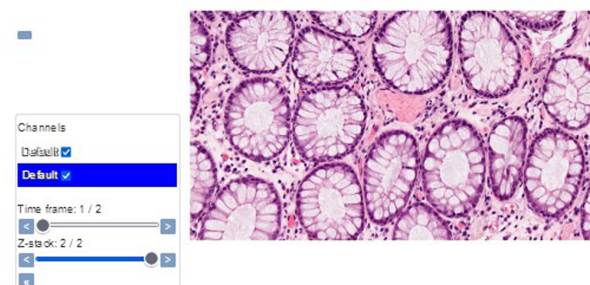 Channels
Default
Default
Time frame: 1 / 2
< >
Z-stack: 2 / 2
< >